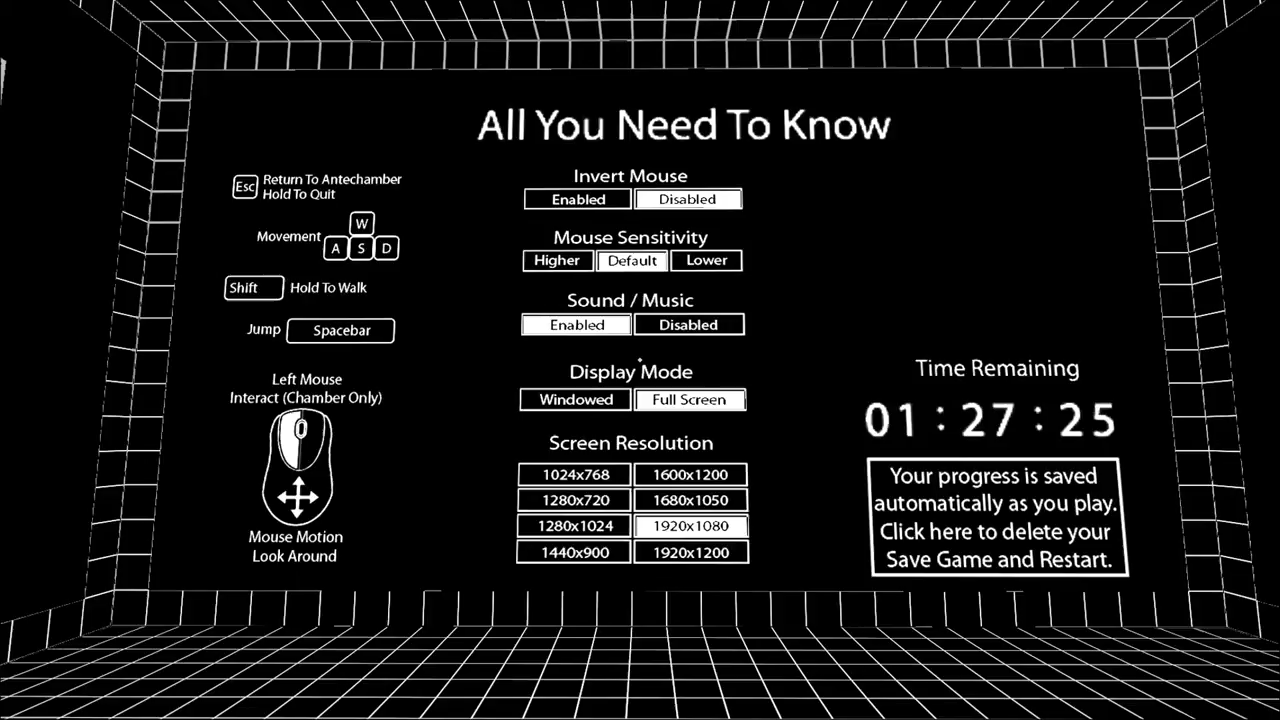 All You Need To Know
Esc
Return To Antechamber
Hold To Quit
Movement
W
A S D
Shift
Hold To Walk
Jump
Spacebar
Left Mouse
Interact (Chamber Only)
Mouse Motion
Look Around
Invert Mouse
Enabled Disabled
Mouse Sensitivity
Higher Default Lower
Sound / Music
Enabled Disabled
Display Mode
Windowed Full Screen
Screen Resolution
1024x768 1600x1200
1280x720 1680x1050
1280x1024 1920x1080
1440x900 1920x1200
Time Remaining
01 : 27 : 25
Your progress is saved
automatically as you play.
Click here to delete your
Save Game and Restart.